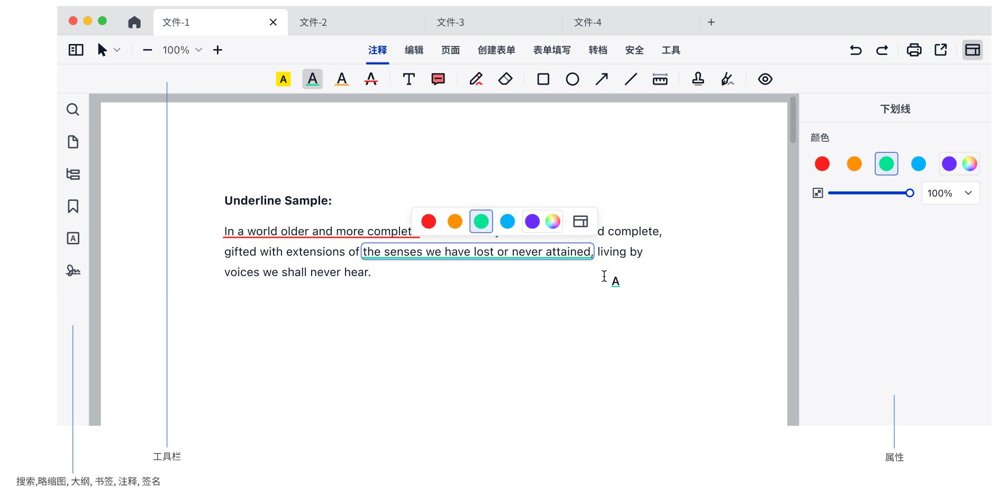 文件-1
文件-2
文件-3
文件-4
100%
注释 编辑 页面 创建表单 表单填写 转档 安全 工具
A A A A T
下划线
颜色
100%
Underline Sample:
In a world older and more complet d complete,
gifted with extensions of the senses we have lost or never attained, living by
voices we shall never hear.
A
A
工具栏
属性
搜索,略缩图, 大纲, 书签, 注释, 签名